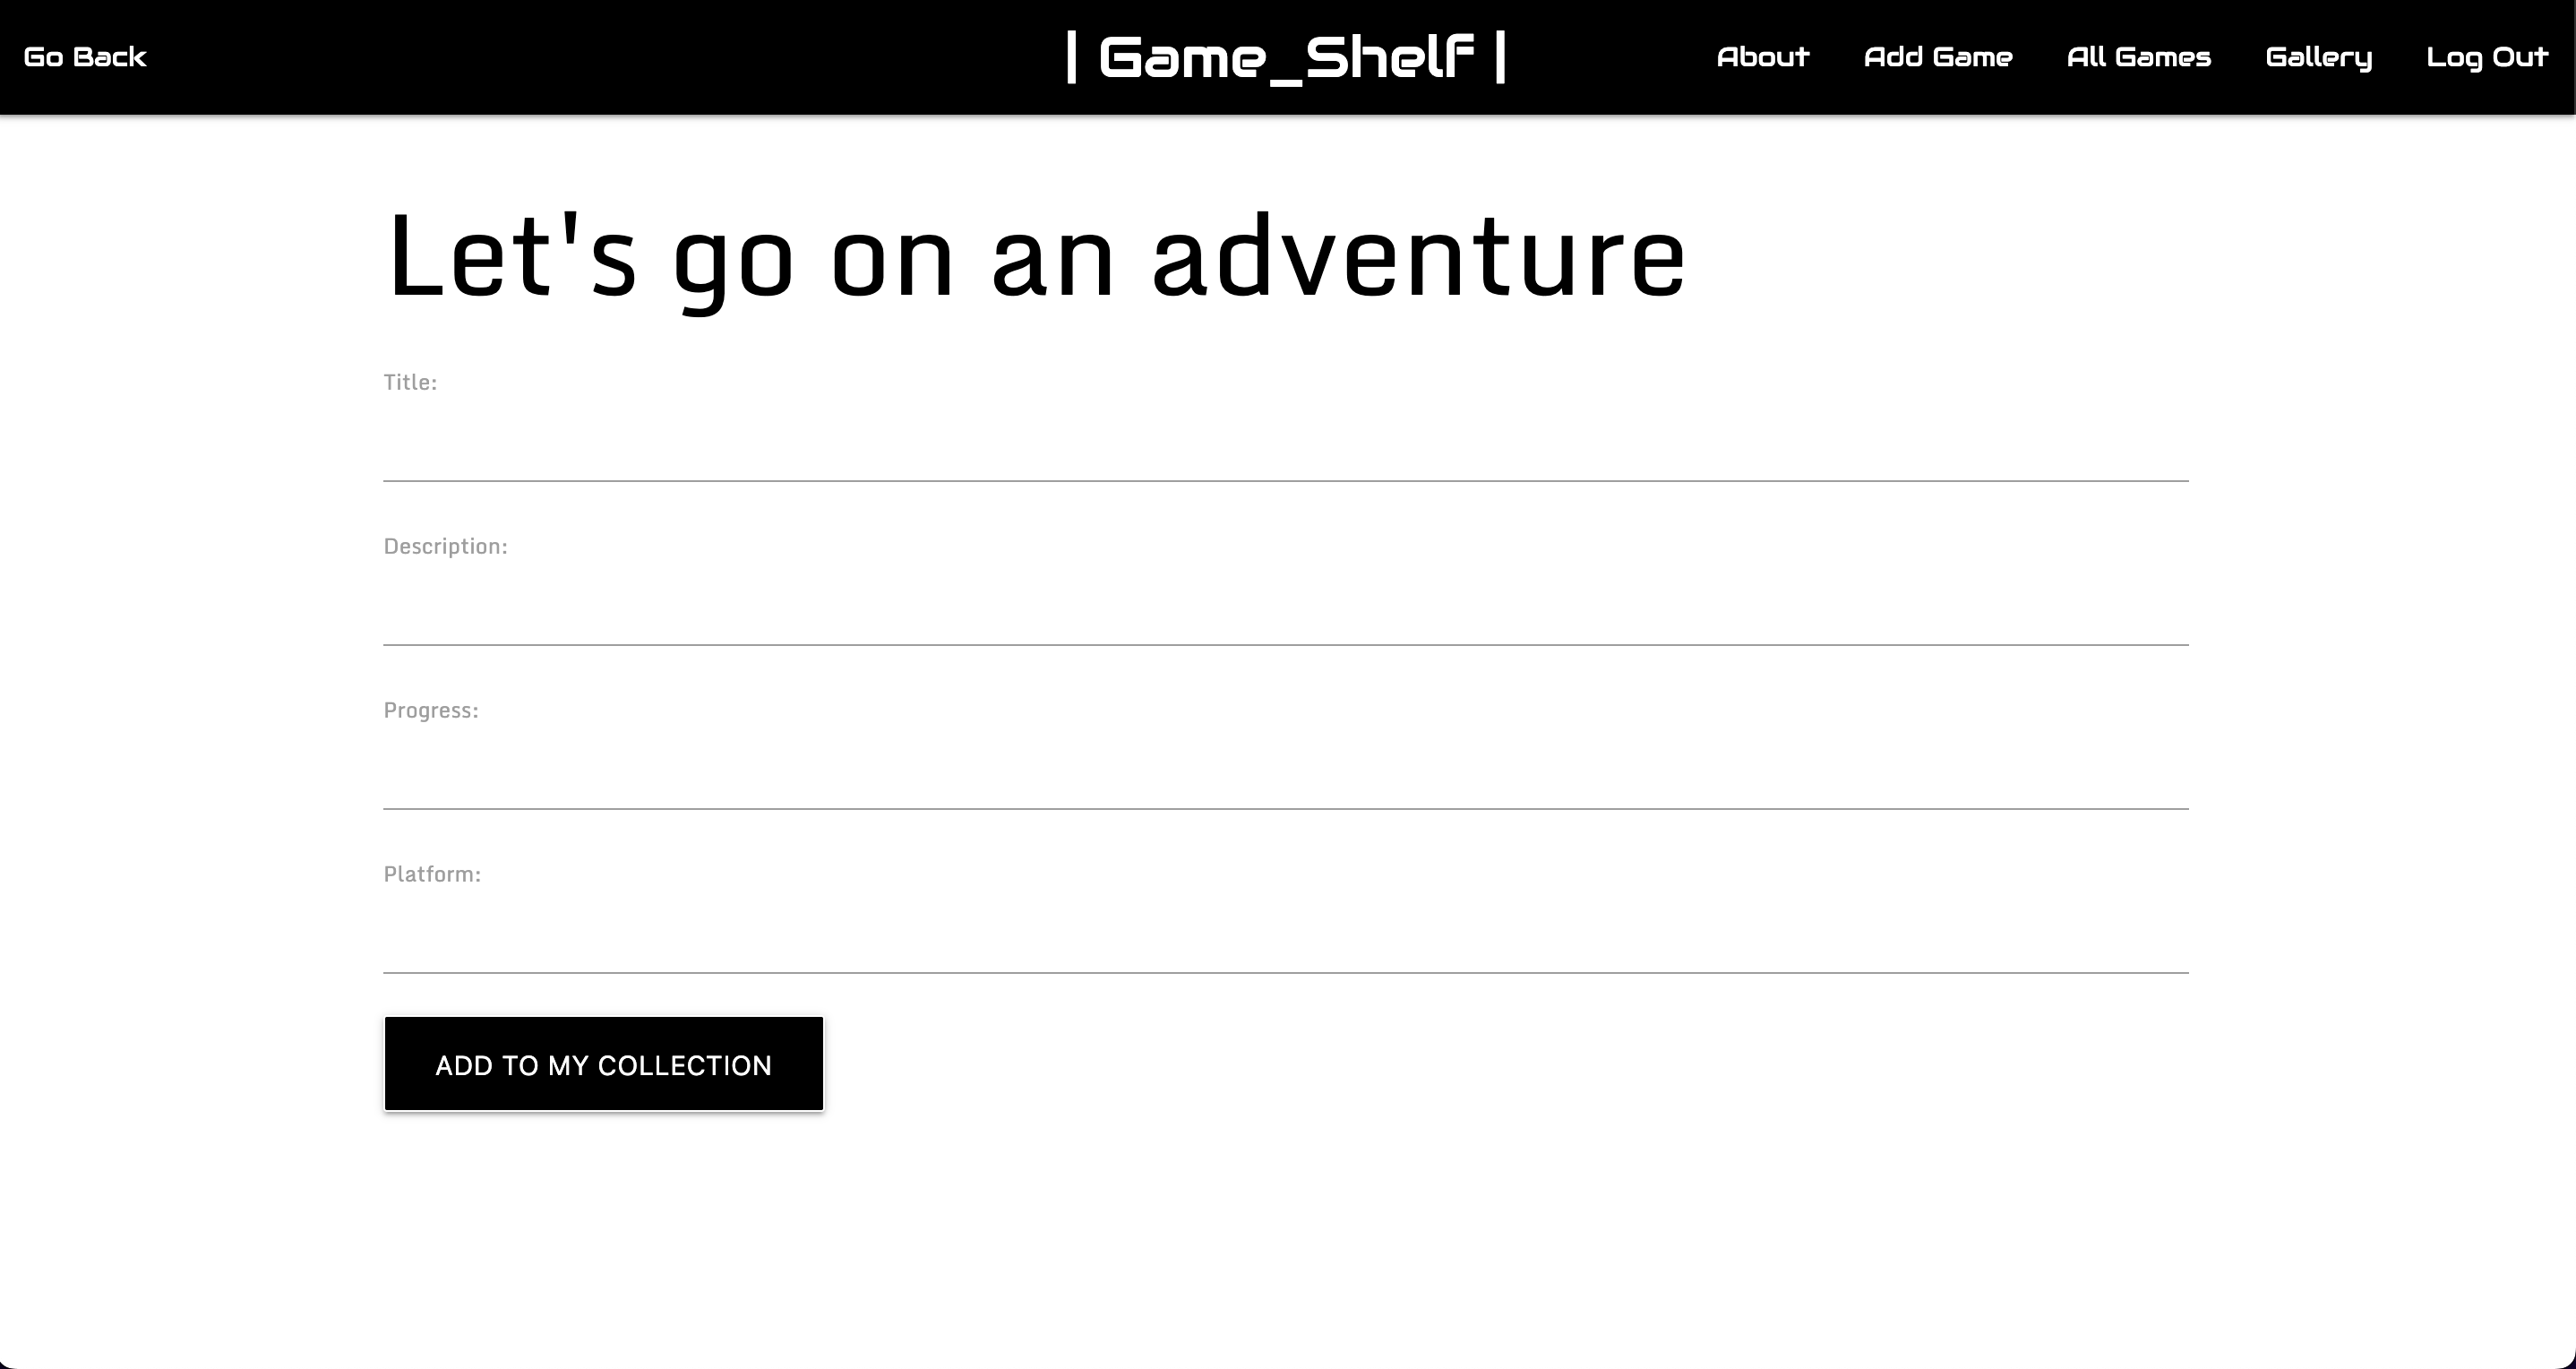 Go Back
| Game_Shelf |
About Add Game All Games Gallery Log Out
Let's go on an adventure
Title:
Description:
Progress:
Platform:
ADD TO MY COLLECTION